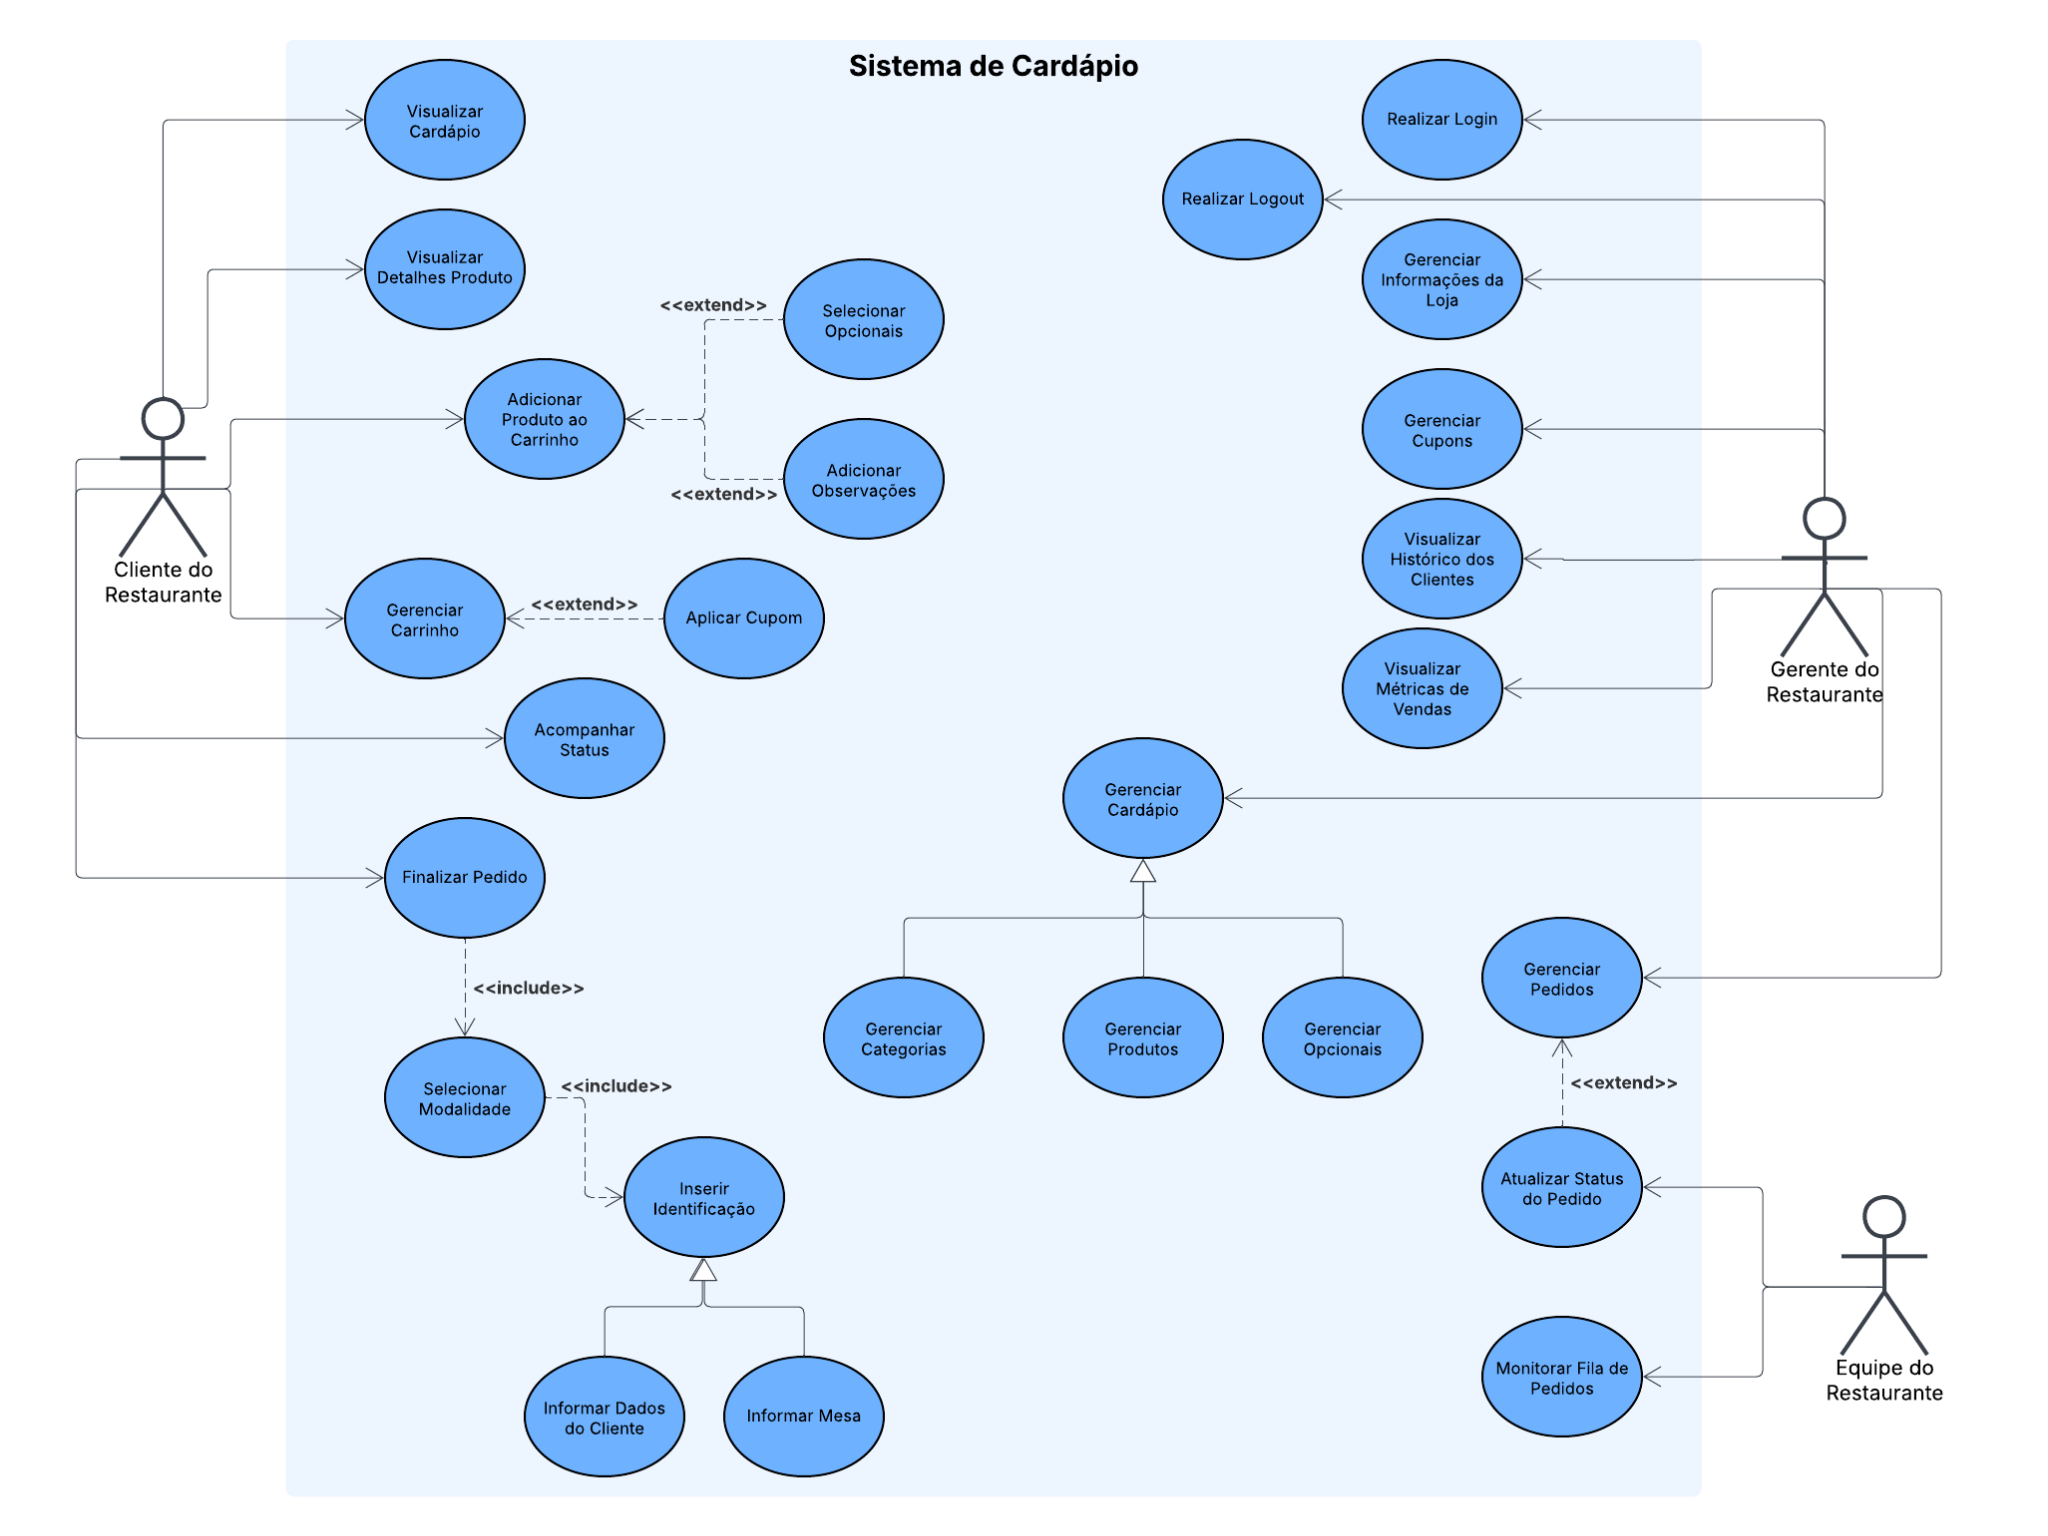 Sistema de Cardápio
Visualizar
Cardápio
Realizar Login
Realizar Logout
Visualizar
Detalhes Produto
Gerenciar
Informações da
Loja
<<extend>>
Selecionar
Opcionais
Adicionar
Produto ao
Carrinho
Gerenciar
Cupons
Adicionar
Observações
<<extend>>
Cliente do
Restaurante
Visualizar
Histórico dos
Clientes
Gerenciar
Carrinho
<<extend>>
Aplicar Cupom
Visualizar
Métricas de
Vendas
Gerente do
Restaurante
Acompanhar
Status
Gerenciar
Cardápio
Finalizar Pedido
<<include>>
Gerenciar
Pedidos
Gerenciar
Categorias
Gerenciar
Produtos
Gerenciar
Opcionais
Selecionar
Modalidade
<<include>>
<<extend>>
Inserir
Identificação
Atualizar Status
do Pedido
Monitorar Fila de
Pedidos
Equipe do
Restaurante
Informar Dados
do Cliente
Informar Mesa